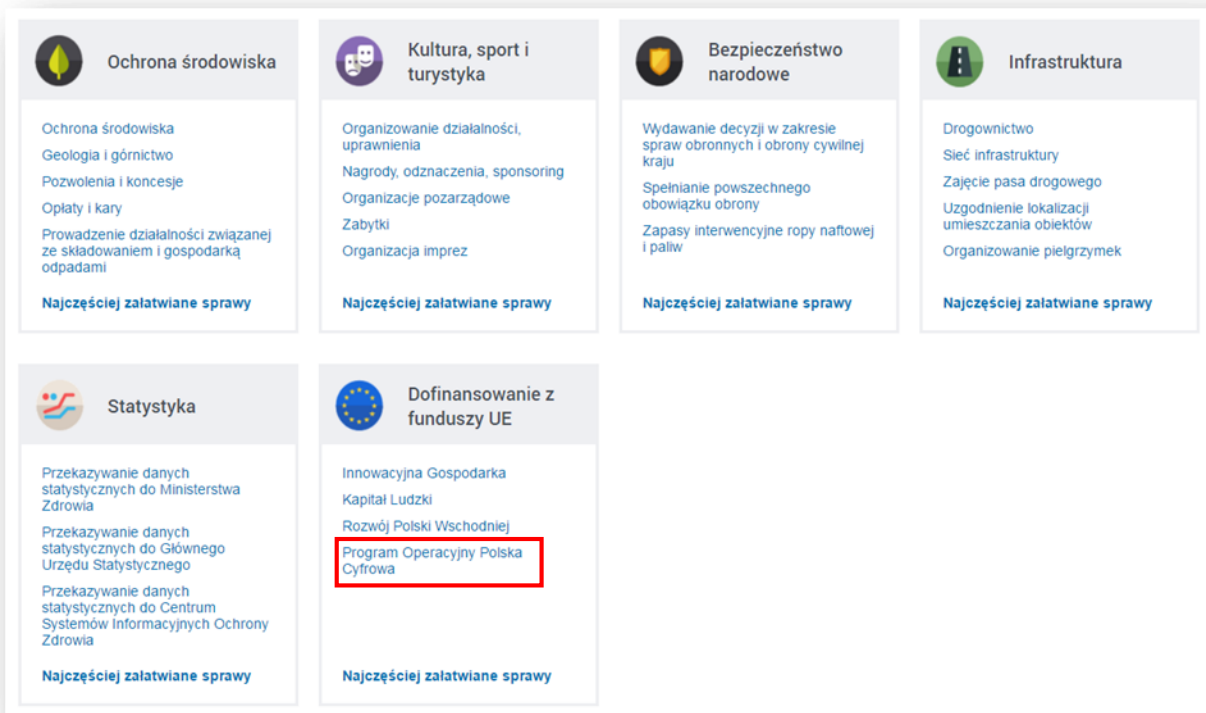 Ochrona środowiska
Ochrona środowiska
Geologia i górnictwo
Pozwolenia i koncesje
Opłaty i kary
Prowadzenie działalności związanej
ze składowaniem i gospodarką
odpadami
Najczęściej załatwiane sprawy
Kultura, sport i
turystyka
Organizowanie działalności,
uprawnienia
Nagrody, odznaczenia, sponsoring
Organizacje pozarządowe
Zabytki
Organizacja imprez
Najczęściej załatwiane sprawy
Bezpieczeństwo
narodowe
Wydawanie decyzji w zakresie
spraw obronnych i obrony cywilnej
kraju
Spełnianie powszechnego
obowiązku obrony
Zapasy interwencyjne ropy naftowej
i paliw
Najczęściej załatwiane sprawy
Infrastruktura
Drogownictwo
Sieć infrastruktury
Zajęcie pasa drogowego
Uzgodnienie lokalizacji
umieszczania obiektów
Organizowanie pielgrzymek
Najczęściej załatwiane sprawy
Statystyka
Przekazywanie danych
statystycznych do Ministerstwa
Zdrowia
Przekazywanie danych
statystycznych do Głównego
Urzędu Statystycznego
Przekazywanie danych
statystycznych do Centrum
Systemów Informacyjnych Ochrony
Zdrowia
Najczęściej załatwiane sprawy
Dofinansowanie z
funduszy UE
Innowacyjna Gospodarka
Kapitał Ludzki
Rozwój Polski Wschodniej
Program Operacyjny Polska
Cyfrowa
Najczęściej załatwiane sprawy